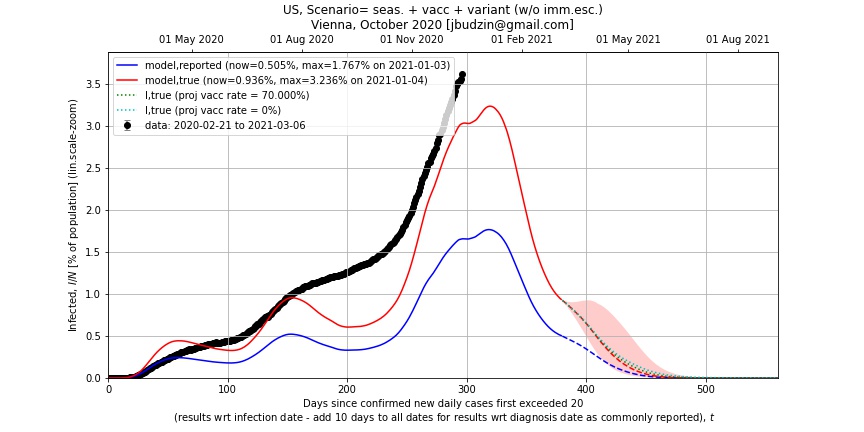 US, Scenario= seas. + vacc + variant (w/o imm.esc.)
Vienna, October 2020 [jbudzin@gmail.com]
01 May 2020 01 Aug 2020 01 Nov 2020 01 Feb 2021 01 May 2021 01 Aug 2021
model,reported (now=0.505%, max=1.767% on 2021-01-03)
model,true (now=0.936%, max=3.236% on 2021-01-04)
I,true (proj vacc rate = 70.000%)
I,true (proj vacc rate = 0%)
data: 2020-02-21 to 2021-03-06
Infected, I/N [% of population] (lin.scale-zoom)
3.5
3.0
2.5
2.0
1.5
1.0
0.5
0.0
0 100 200 300 400 500
Days since confirmed new daily cases first exceeded 20
(results wrt infection date - add 10 days to all dates for results wrt diagnosis date as commonly reported), t